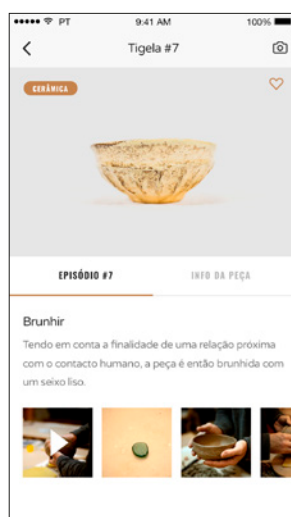 PT 9:41 AM 100%
Tigela #7
CERÂMICA
EPISÓDIO #7 INFO DA PEÇA
Brunhir
Tendo em conta a finalidade de uma relação próxima
com o contacto humano, a peça é então brunhida com
um seixo liso.